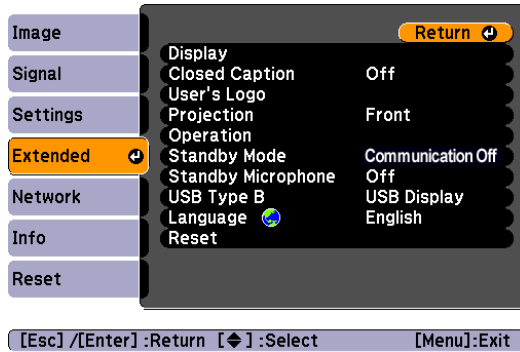 Image
Signal
Settings
Extended
Network
Info
Reset
Return
Display
Closed Caption Off
User's Logo
Projection Front
Operation
Standby Mode Communication Off
Standby Microphone Off
USB Type B USB Display
Language English
Reset
[Esc] /[Enter] :Return [◆] :Select [Menu]:Exit